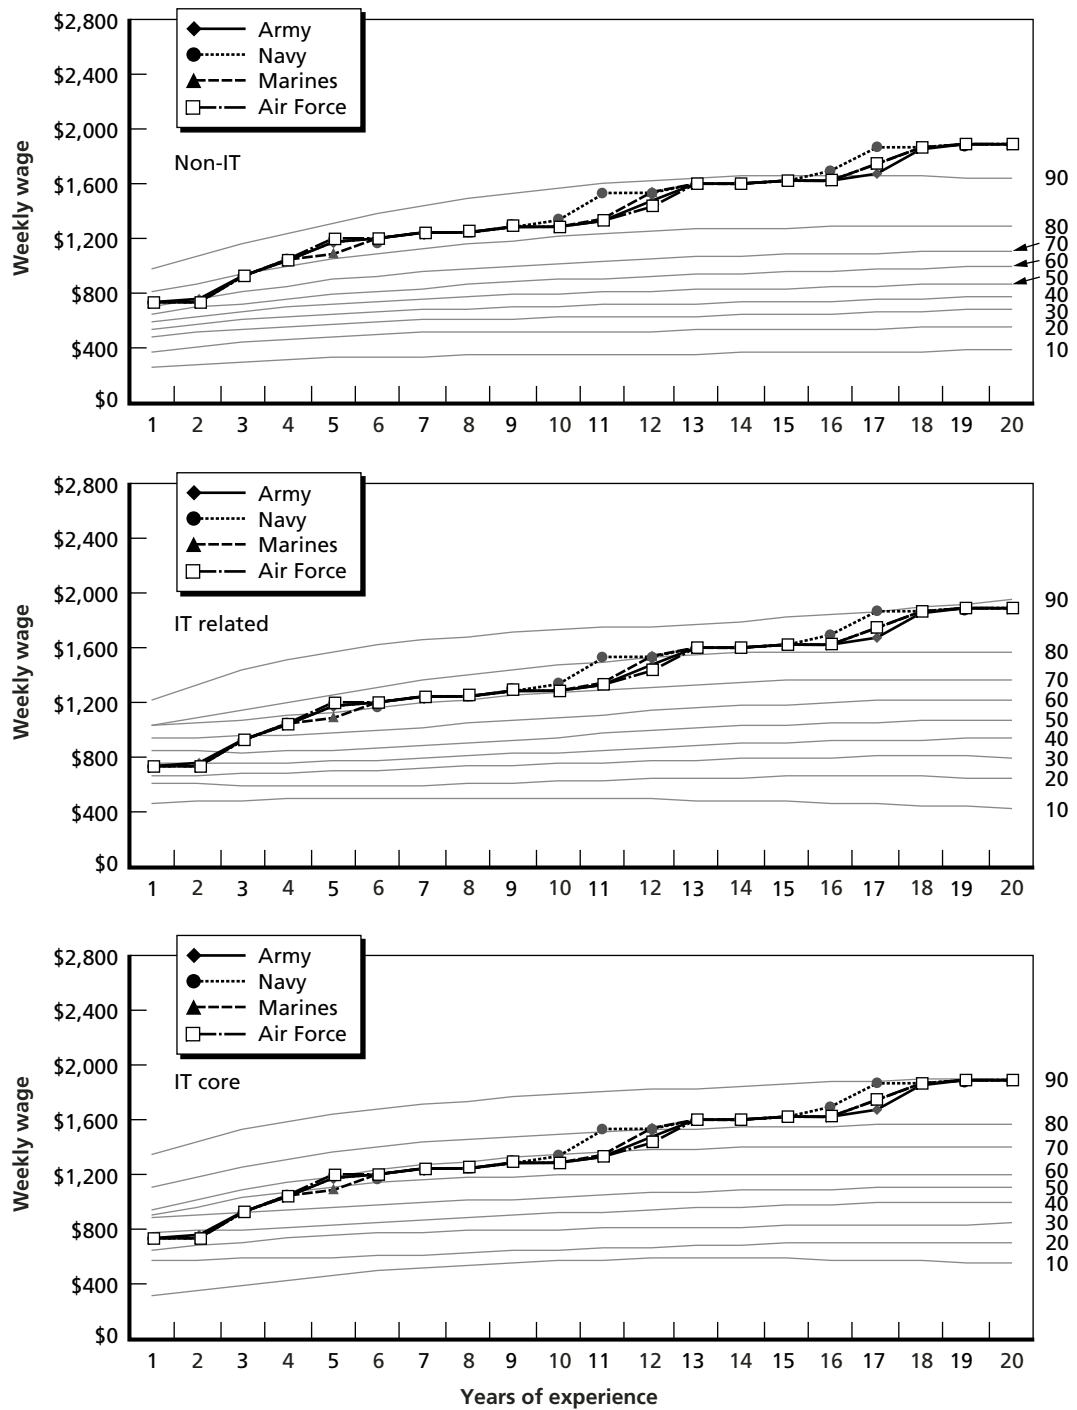 $2,800
$2,400
$2,000
$1,600
$1,200
$800
$400
$0
Weekly wage
Army
Navy
Marines
Air Force
Non-IT
90
80
70
60
50
40
30
20
10
1 2 3 4 5 6 7 8 9 10 11 12 13 14 15 16 17 18 19 20
$2,800
$2,400
$2,000
$1,600
$1,200
$800
$400
$0
Weekly wage
Army
Navy
Marines
Air Force
IT related
90
80
70
60
50
40
30
20
10
1 2 3 4 5 6 7 8 9 10 11 12 13 14 15 16 17 18 19 20
$2,800
$2,400
$2,000
$1,600
$1,200
$800
$400
$0
Weekly wage
Army
Navy
Marines
Air Force
IT core
90
80
70
60
50
40
30
20
10
1 2 3 4 5 6 7 8 9 10 11 12 13 14 15 16 17 18 19 20
Years of experience